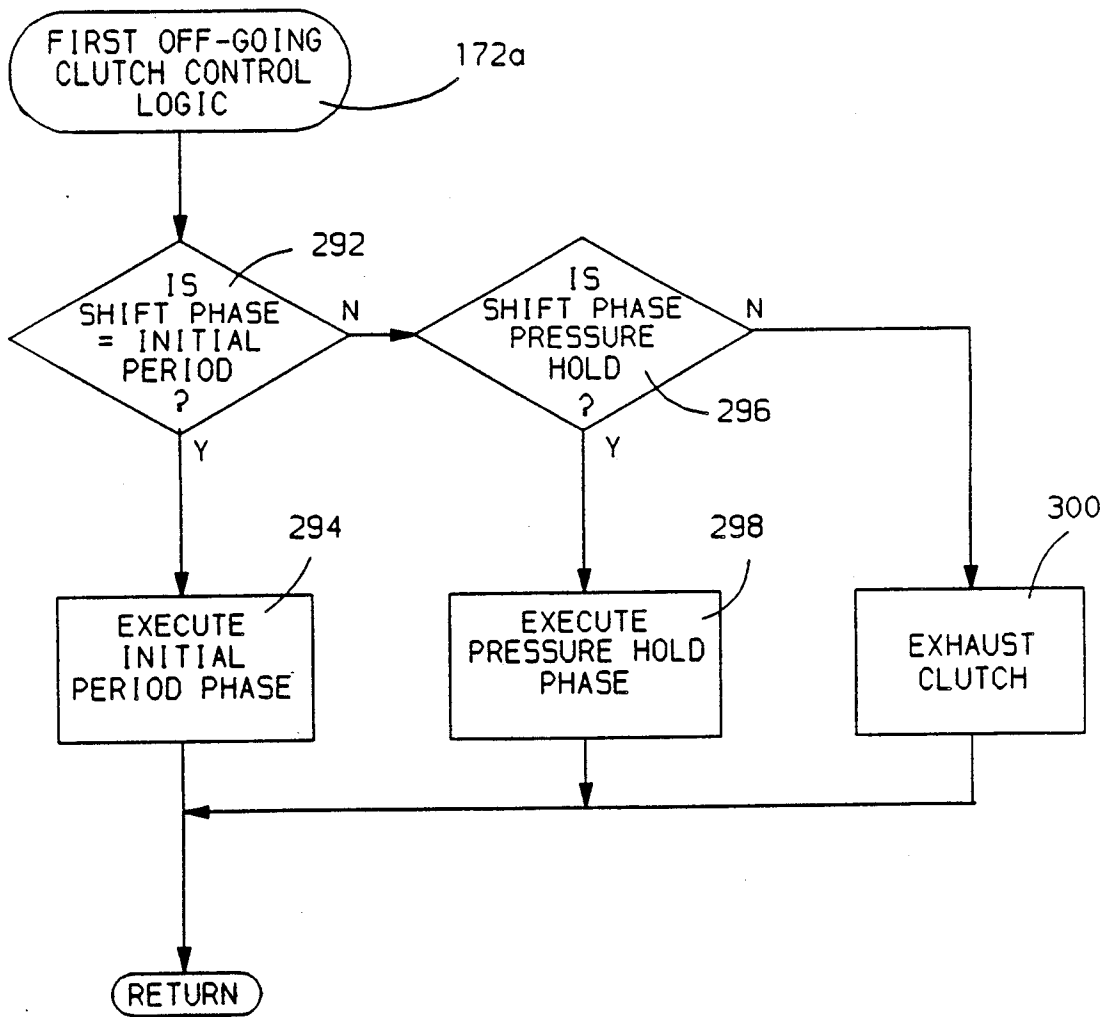 FIRST OFF-GOING
CLUTCH CONTROL
LOGIC
172a
IS
SHIFT PHASE
= INITIAL
PERIOD
?
292
N
Y
IS
SHIFT PHASE
PRESSURE
HOLD
?
296
N
Y
294
EXECUTE
INITIAL
PERIOD PHASE
298
EXECUTE
PRESSURE HOLD
PHASE
300
EXHAUST
CLUTCH
RETURN